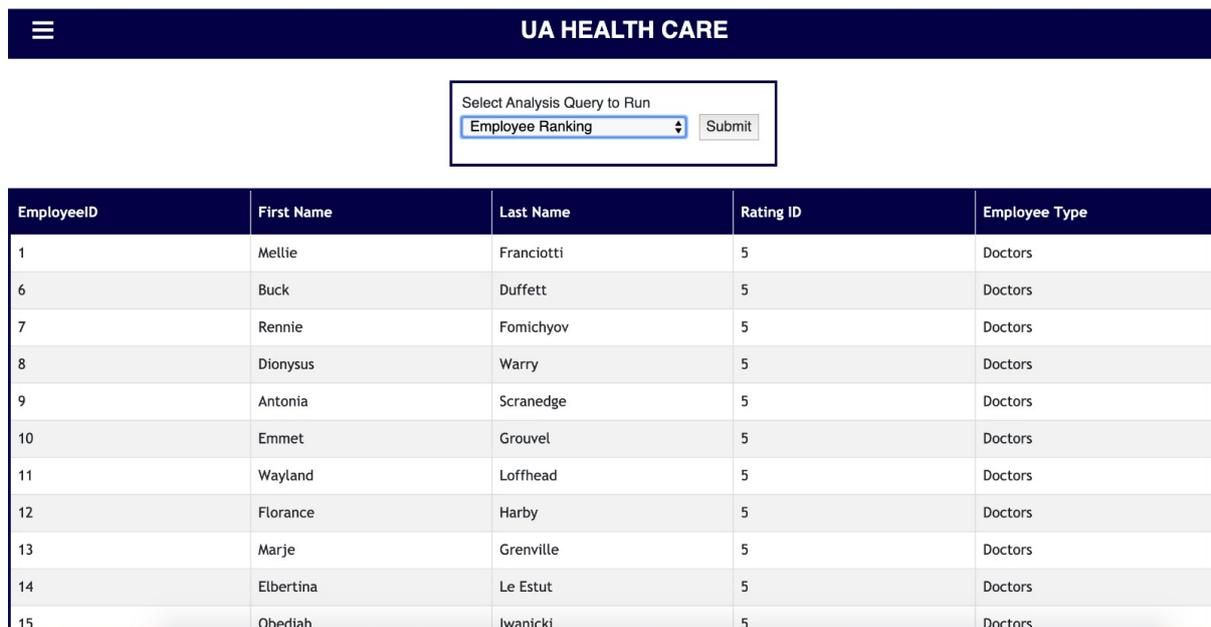 UA HEALTH CARE
Select Analysis Query to Run
Employee Ranking Submit
EmployeeID First Name Last Name Rating ID Employee Type
1 Mellie Franciotti 5 Doctors
6 Buck Duffett 5 Doctors
7 Rennie Fomichyov 5 Doctors
8 Dionysus Warry 5 Doctors
9 Antonia Scranedge 5 Doctors
10 Emmet Grouvel 5 Doctors
11 Wayland Loffhead 5 Doctors
12 Florance Harby 5 Doctors
13 Marje Grenville 5 Doctors
14 Elbertina Le Estut 5 Doctors
15 Obediah Iwanicki 5 Doctors